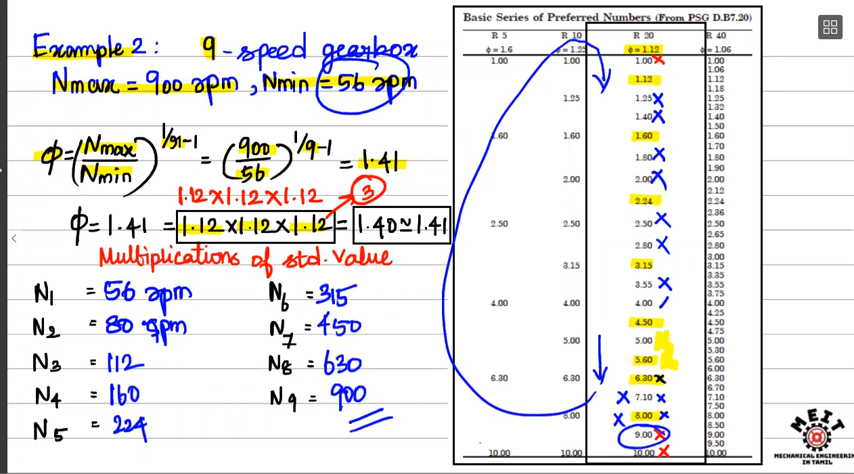 Example 2: 9-speed gearbox
Nmax = 900 rpm, Nmin = 56 rpm
ϕ = (Nmax/Nmin)^1/n-1 = (900/56)^1/9-1 = 1.41
1.12 x 1.12 x 1.12 3
ϕ = 1.41 = 1.12 x 1.12 x 1.12 = 1.40 ≃ 1.41
Multiplications of std. Value
N1 = 56 rpm N6 = 315
N2 = 80 rpm N7 = 450
N3 = 112 N8 = 630
N4 = 160 N9 = 900
N5 = 224
Basic Series of Preferred Numbers (From PSG D.B7.20)
R 5 R 10 R 20 R 40
ϕ = 1.6 ϕ = 1.25 ϕ = 1.12 ϕ = 1.06
1.00 1.00 1.00 1.00
1.06
1.12 1.12
1.18
1.25 1.25 1.25
1.32
1.40 1.40
1.50
1.60 1.60 1.60 1.60
1.70
1.80 1.80
1.90
2.00 2.00 2.00
2.12
2.24 2.24
2.36
2.50 2.50 2.50 2.50
2.65
2.80 2.80
3.00
3.15 3.15 3.15
3.35
3.55 3.55
3.75
4.00 4.00 4.00 4.00
4.25
4.50 4.50
4.75
5.00 5.00 5.00
5.30
5.60 5.60
6.00
6.30 6.30 6.30 6.30
6.70
7.10 7.10
7.50
8.00 8.00 8.00
8.50
9.00 9.00
9.50
10.00 10.00 10.00 10.00
MEIT
MECHANICAL ENGINEERING
IN TAMIL